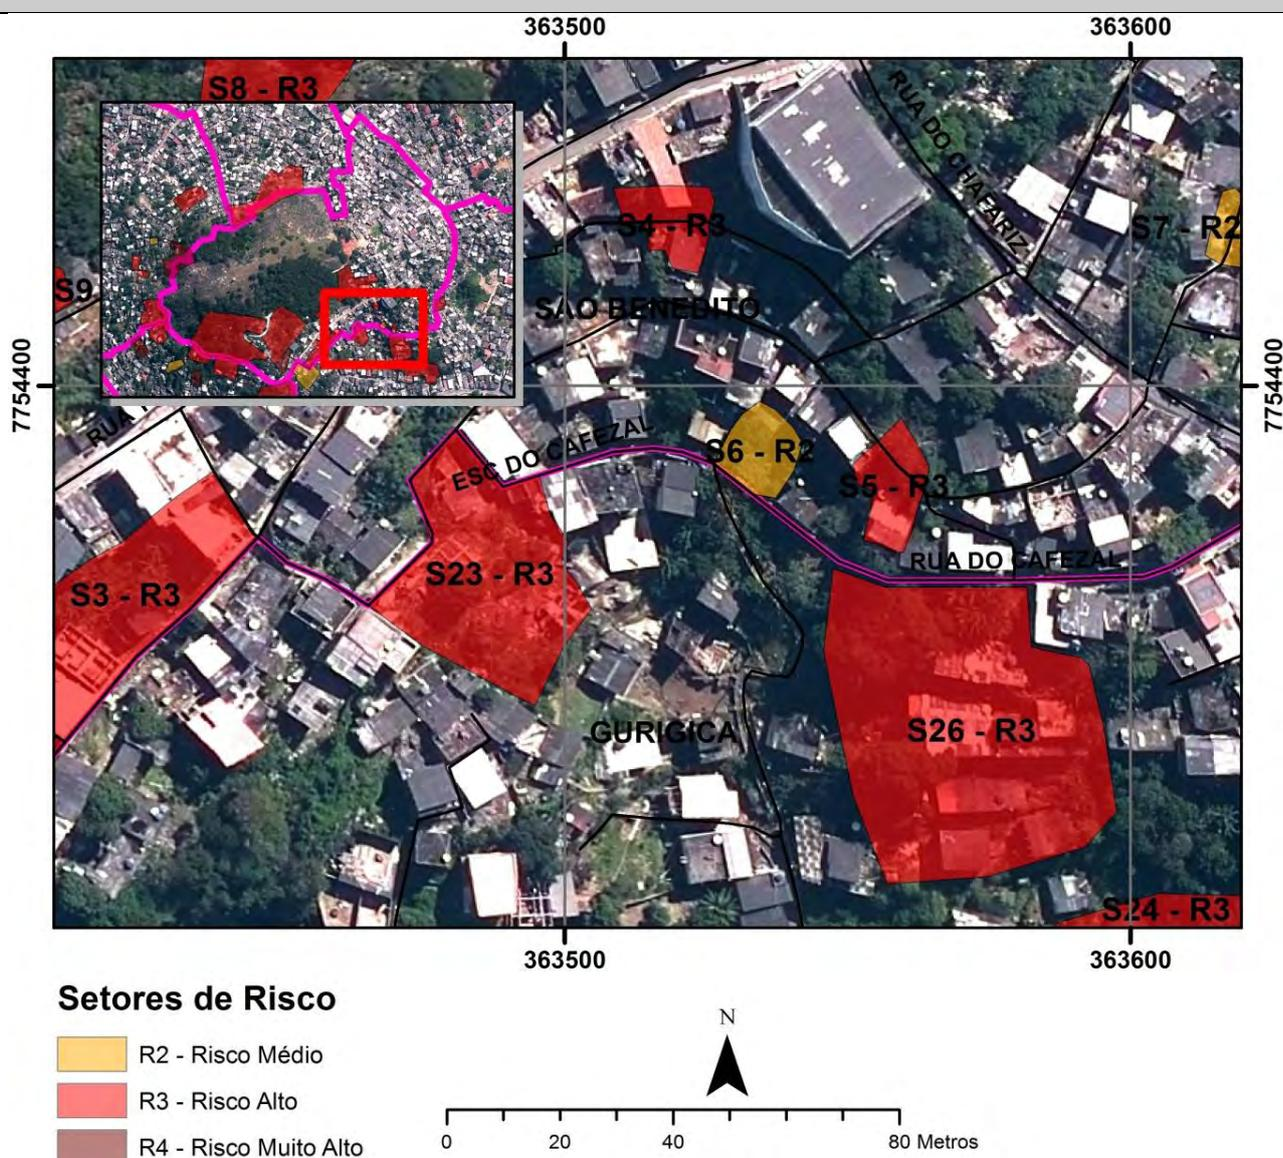 363500 363600
S8 - R3
RUA DO CHAFARIZ
S4 - R3
S7 - R2
S9
SAO BENEDITO
7754400
7754400
RUA
ESC DO CAFEZAL
S6 - R2
S5 - R3
RUA DO CAFEZAL
S23 - R3
S3 - R3
GURIGICA
S26 - R3
S24 - R3
363500 363600
Setores de Risco
N
R2 - Risco Médio
R3 - Risco Alto
R4 - Risco Muito Alto
0 20 40 80 Metros